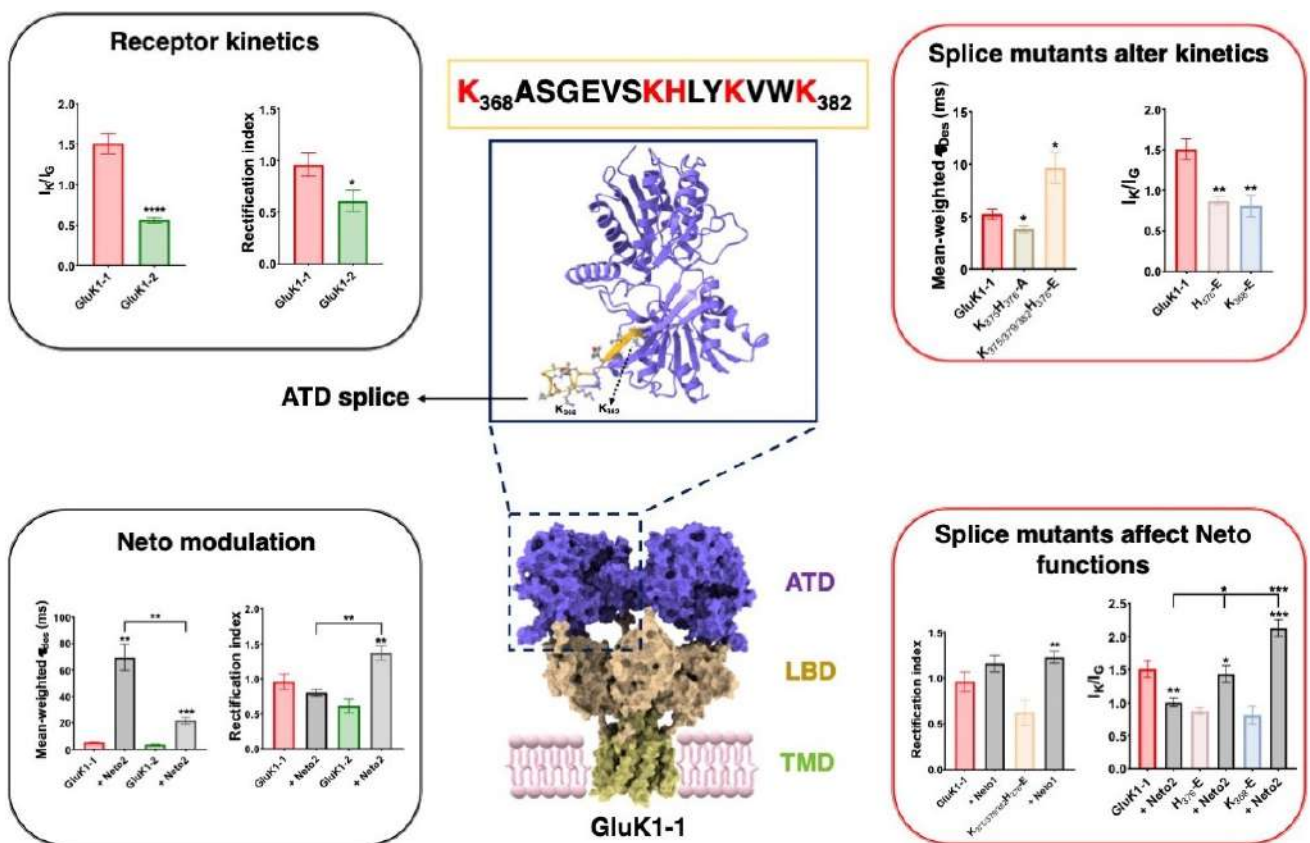 Receptor kinetics
2.0
1.5
1.0
0.5
0.0
IK/IG
****
GluK1-1
GluK1-2
1.5
1.0
0.5
0.0
Rectification index
*
GluK1-1
GluK1-2
K368ASGEVSKHLYKVWK382
K368
K382
ATD splice
Splice mutants alter kinetics
15
10
5
0
Mean-weighted Des (ms)
*
*
GluK1-1
K375H376-A
K375/379/382H376-E
2.0
1.5
1.0
0.5
0.0
IK/IG
**
**
GluK1-1
H376-E
K368-E
Neto modulation
100
80
60
40
20
0
Mean-weighted des (ms)
**
**
***
GluK1-1
+ Neto2
GluK1-2
+ Neto2
2.0
1.5
1.0
0.5
0.0
Rectification index
**
**
GluK1-1
+ Neto2
GluK1-2
+ Neto2
ATD
LBD
TMD
GluK1-1
Splice mutants affect Neto
functions
1.5
1.0
0.5
0.0
Rectification index
**
GluK1-1
+ Neto1
+ Neto1
2.5
2.0
1.5
1.0
0.5
0.0
IK/IG
*
***
**
*
***
GluK1-1
+ Neto2
H376-E
+ Neto2
K368-E
+ Neto2